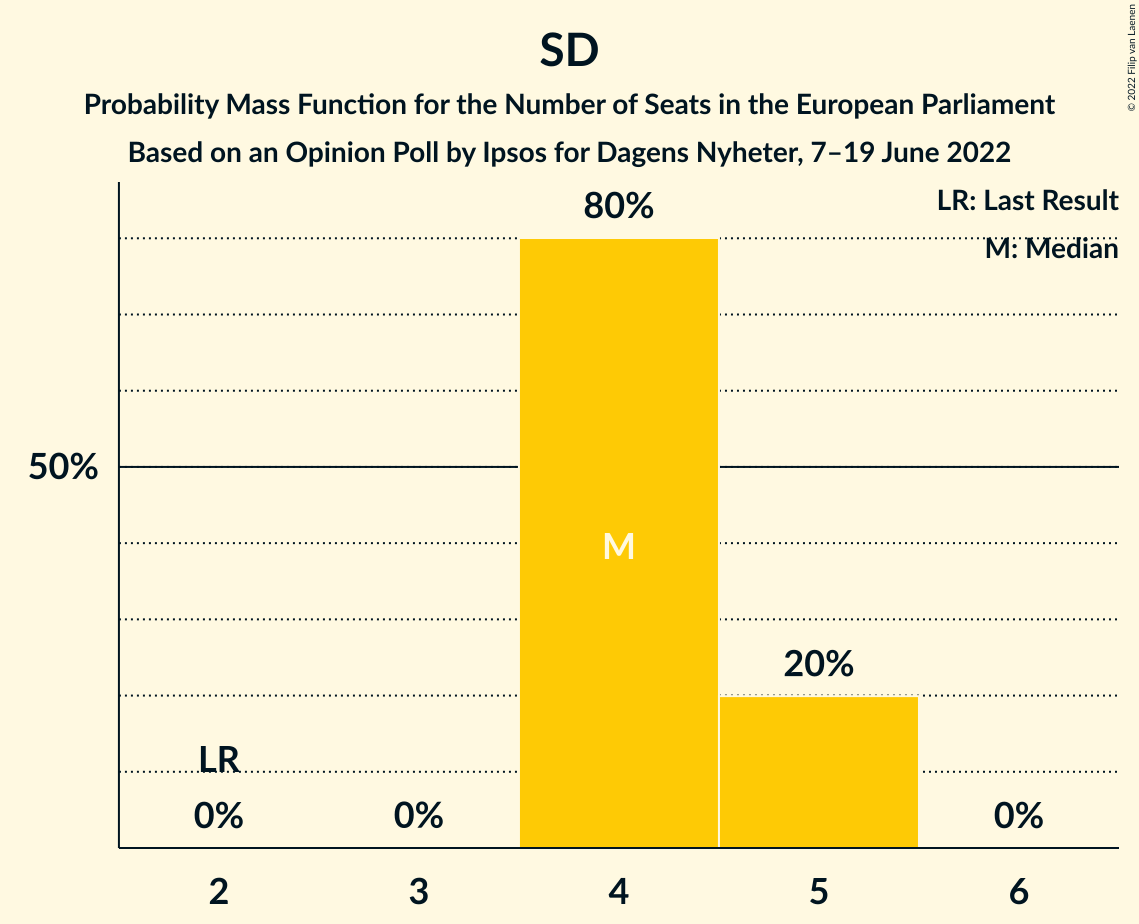 SD
Probability Mass Function for the Number of Seats in the European Parliament
Based on an Opinion Poll by Ipsos for Dagens Nyheter, 7–19 June 2022
© 2022 Filip van Laenen
LR: Last Result
M: Median
80%
50%
M
20%
LR
0%
0%
0%
2
3
4
5
6